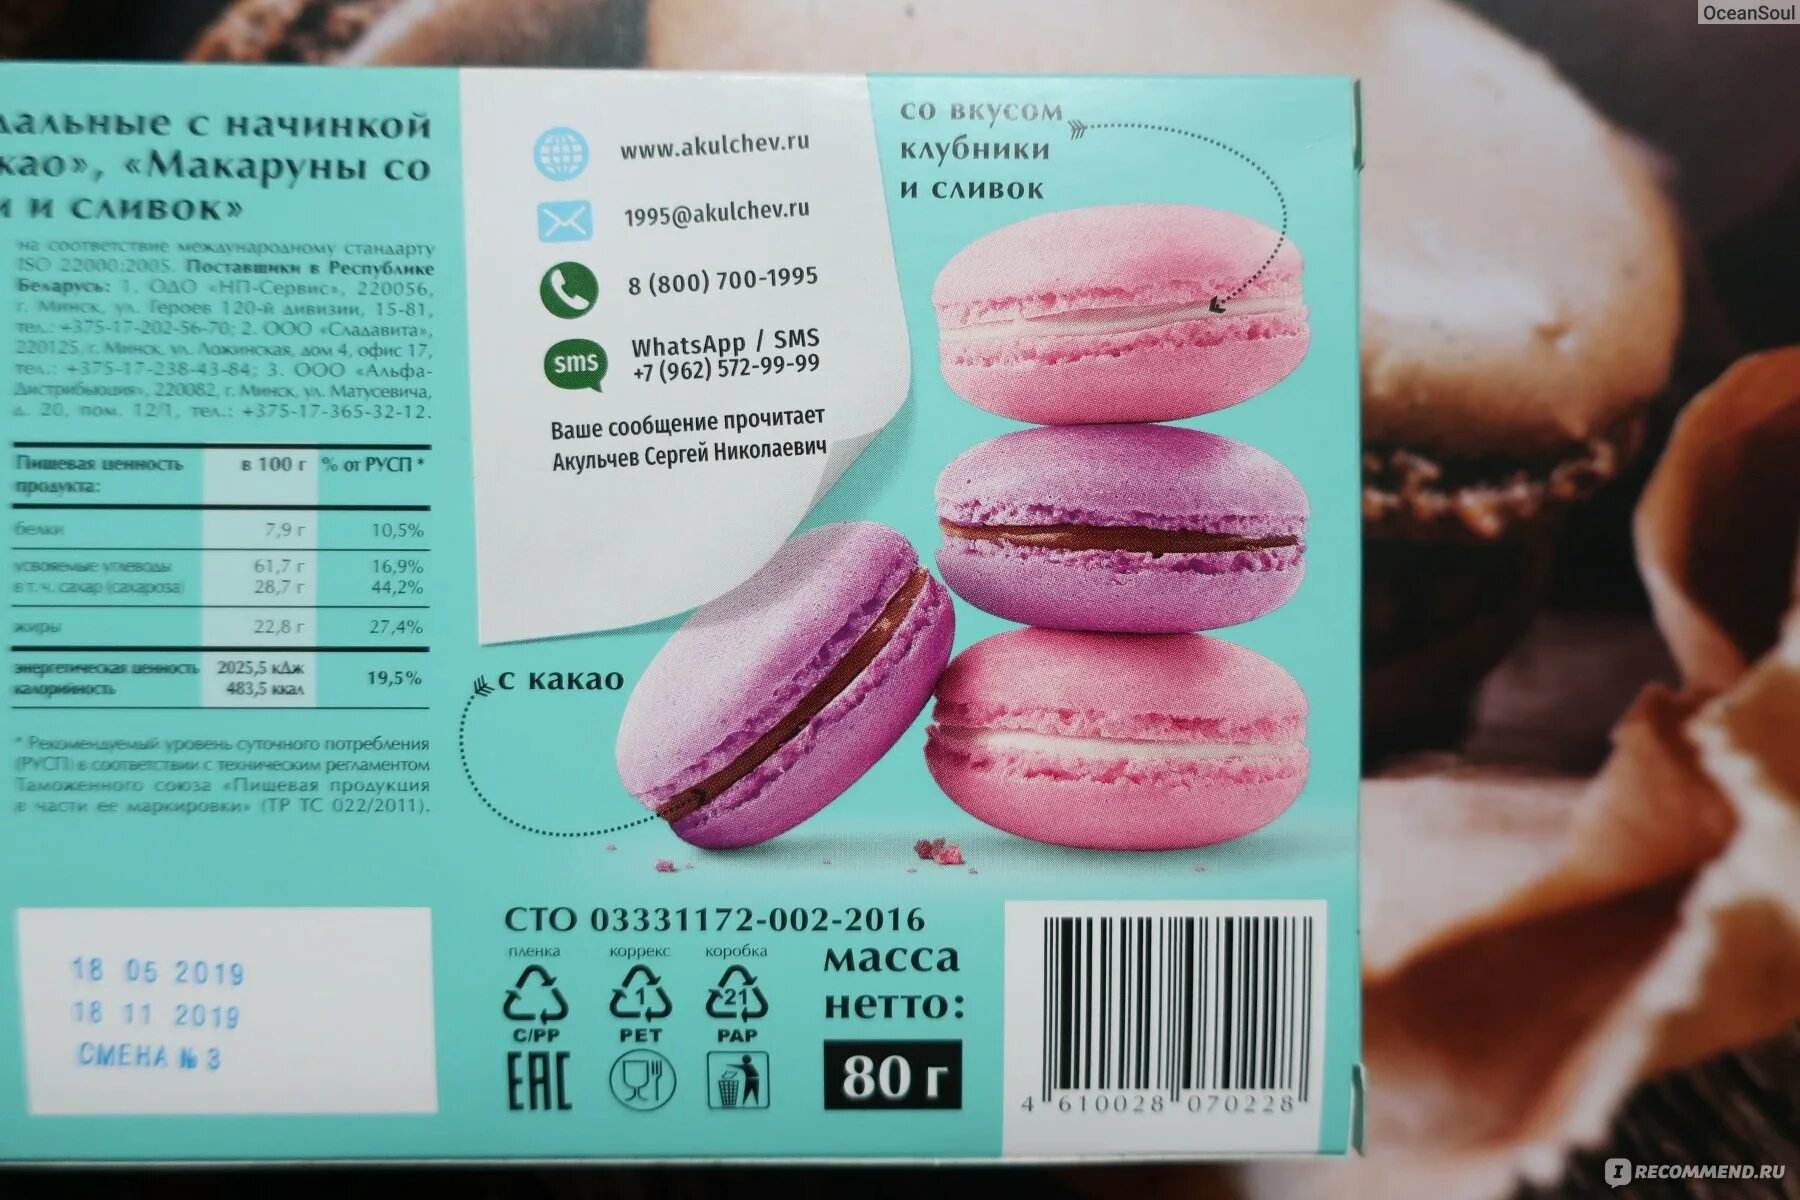 OceanSoul
дальные с начинкой
као», «Макаруны со
и и сливок»
на соответствие международному стандарту
ISO 22000:2005. Поставщики в Республике
Беларусь: 1. ОДО «НП-Сервис», 220056,
г. Минск, ул. Героев 120-й дивизии, 15-81,
тел.: +375-17-202-56-70; 2. ООО «Сладавита»,
220125, г. Минск, ул. Ложинская, дом 4, офис 17,
тел.: +375-17-238-43-84; 3. ООО «Альфа-
Дистрибьюция», 220082, г. Минск, ул. Матусевича,
д. 20, пом. 12/1, тел.: +375-17-365-32-12.
Пищевая ценность продукта: в 100 г % от РУСП *
белки 7,9 г 10,5%
усвояемые углеводы 61,7 г 16,9%
в т. ч. сахар (сахароза) 28,7 г 44,2%
жиры 22,8 г 27,4%
энергетическая ценность 2025,5 кДж 19,5%
калорийность 483,5 ккал
* Рекомендуемый уровень суточного потребления
(РУСП) в соответствии с техническим регламентом
Таможенного союза «Пищевая продукция
в части ее маркировки» (ТР ТС 022/2011).
18 05 2019
18 11 2019
СМЕНА № 3
www.akulchev.ru
1995@akulchev.ru
8 (800) 700-1995
sms
WhatsApp / SMS
+7 (962) 572-99-99
Ваше сообщение прочитает
Акульчев Сергей Николаевич
со вкусом
клубники
и сливок
с какао
СТО 03331172-002-2016
пленка коррекс коробка
1 21
C/PP PET PAP
EAC
масса
нетто:
80 г
4 610028 070228
IRECOMMEND.RU